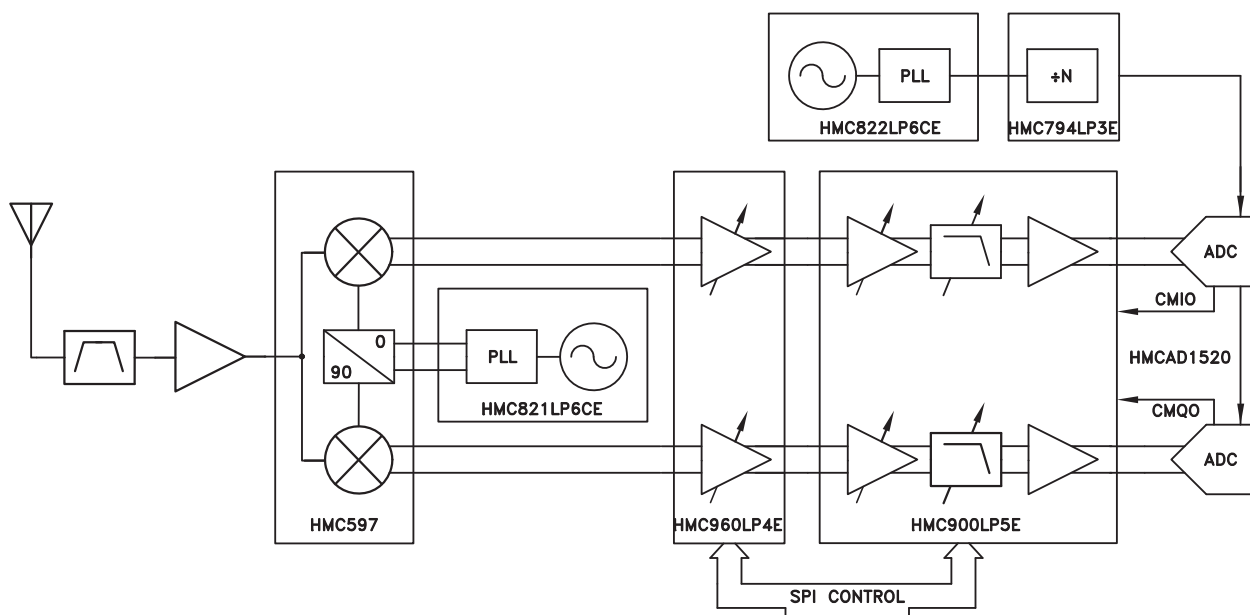 PLL
÷N
HMC822LP6CE
HMC794LP3E
ADC
CMIO
0
90
PLL
HMC821LP6CE
HMCAD1520
CMQO
ADC
HMC597
HMC960LP4E
HMC900LP5E
SPI CONTROL